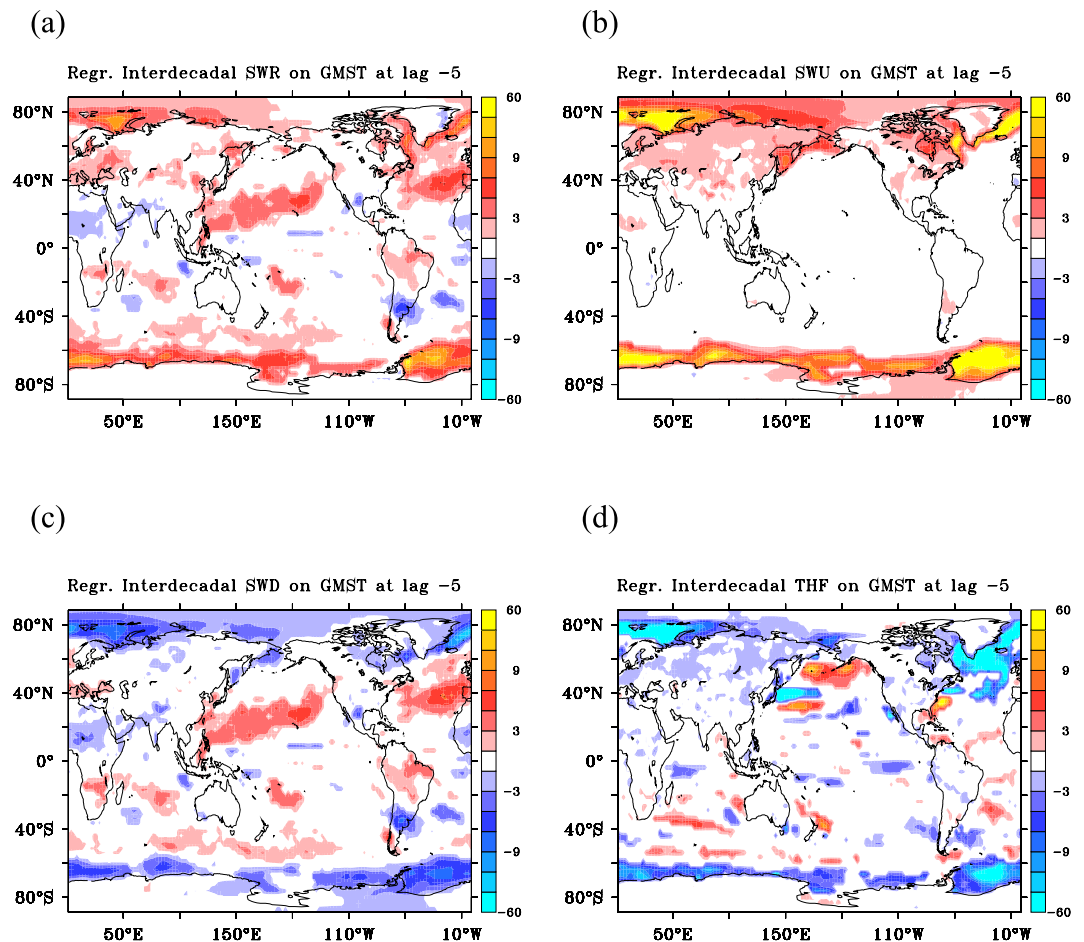 (a)
(b)
Regr. Interdecadal SWR on GMST at lag -5
Regr. Interdecadal SWU on GMST at lag -5
80°N
40°N
0°
40°S
80°S
50°E
150°E
110°W
10°W
60
9
3
-3
-9
-60
80°N
40°N
0°
40°S
80°S
50°E
150°E
110°W
10°W
60
9
3
-3
-9
-60
(c)
(d)
Regr. Interdecadal SWD on GMST at lag -5
Regr. Interdecadal THF on GMST at lag -5
80°N
40°N
0°
40°S
80°S
50°E
150°E
110°W
10°W
60
9
3
-3
-9
-60
80°N
40°N
0°
40°S
80°S
50°E
150°E
110°W
10°W
60
9
3
-3
-9
-60